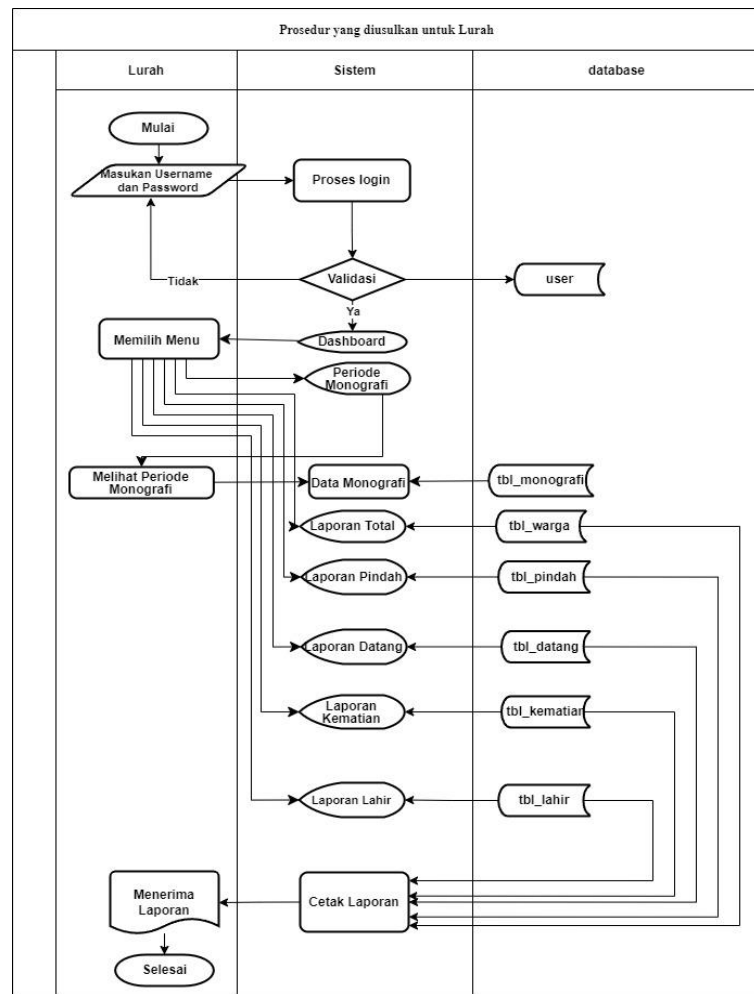 Prosedur yang diusulkan untuk Lurah
Lurah
Sistem
database
Mulai
Masukan Username
dan Password
Proses login
Tidak
Validasi
user
Ya
Memilih Menu
Dashboard
Periode
Monografi
Melihat Periode
Monografi
Data Monografi
tbl_monografi
Laporan Total
tbl_warga
Laporan Pindah
tbl_pindah
Laporan Datang
tbl_datang
Laporan
Kematian
tbl_kematian
Laporan Lahir
tbl_lahir
Menerima
Laporan
Cetak Laporan
Selesai